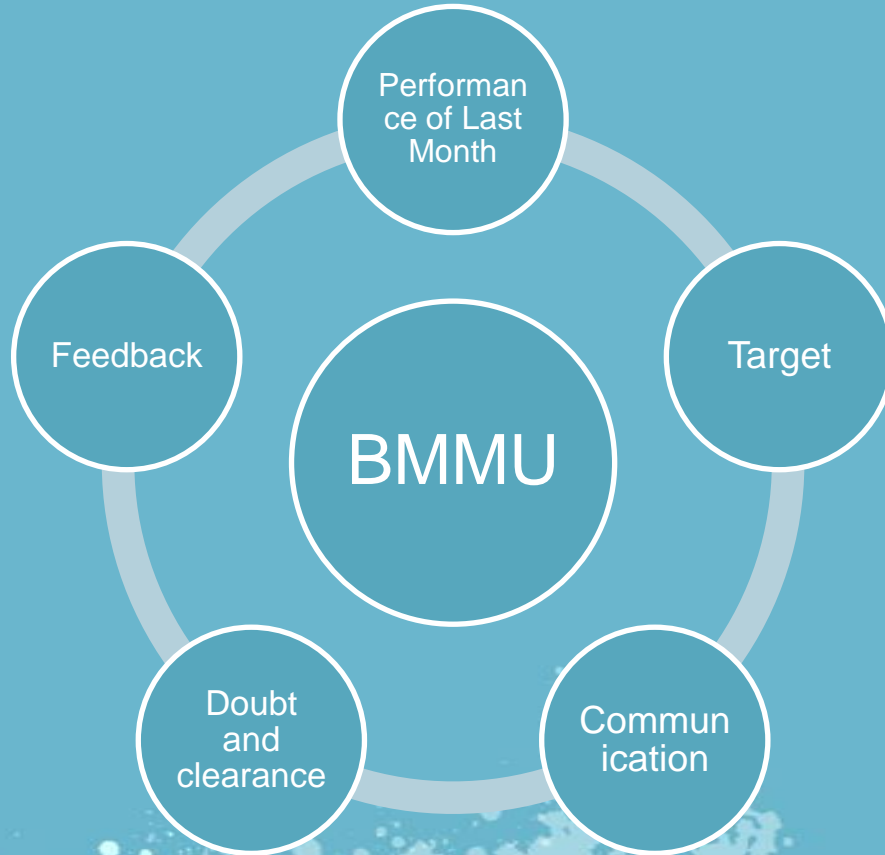 Performan
ce of Last
Month
Feedback
Target
BMMU
Doubt
and
clearance
Commun
ication